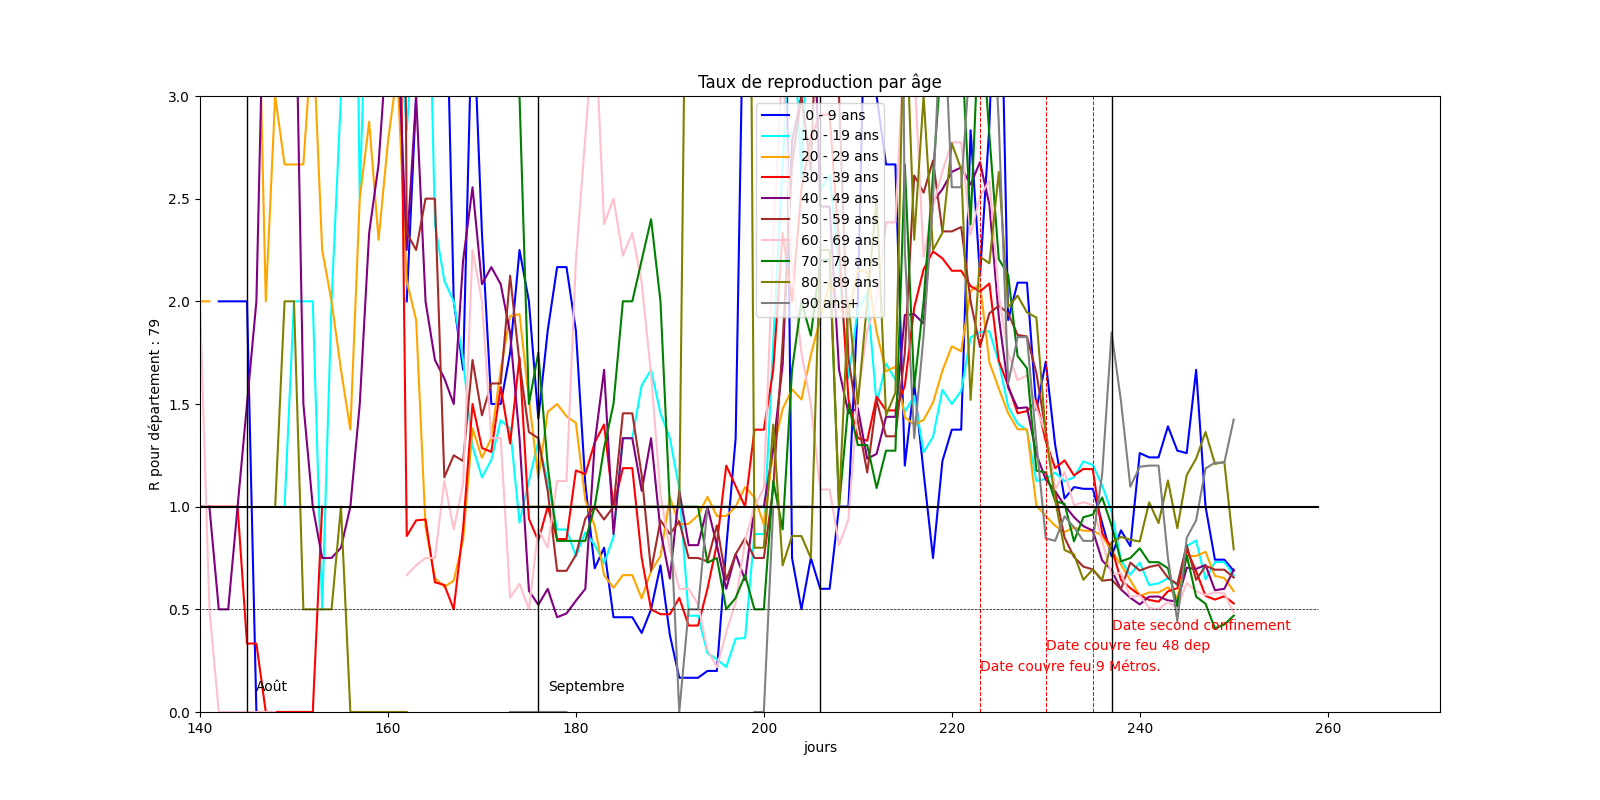 Taux de reproduction par âge
R pour département : 79
3.0
2.5
2.0
1.5
1.0
0.5
0.0
0 - 9 ans
10 - 19 ans
20 - 29 ans
30 - 39 ans
40 - 49 ans
50 - 59 ans
60 - 69 ans
70 - 79 ans
80 - 89 ans
90 ans+
Date second confinement
Date couvre feu 48 dep
Date couvre feu 9 Métros.
Août
Septembre
140 160 180 200 220 240 260
jours